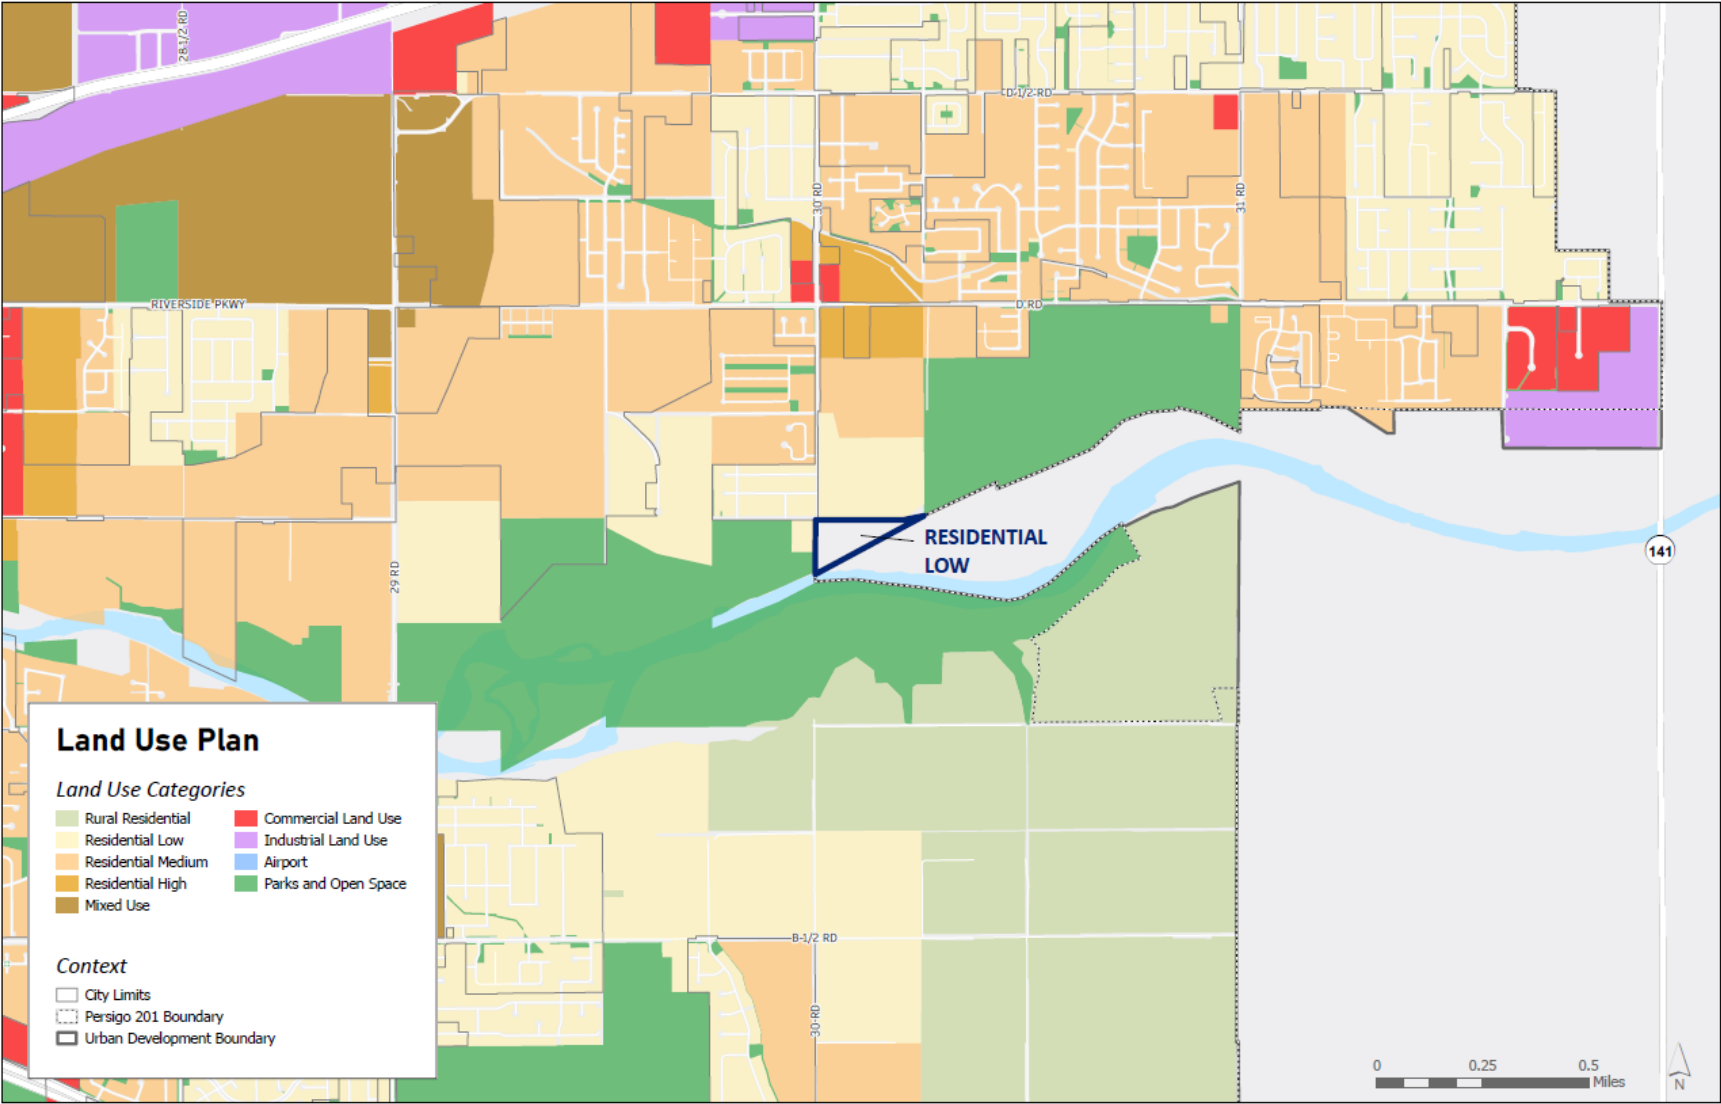 28-1/2 RD
D-1/2 RD
30 RD
31 RD
RIVERSIDE PKWY
D RD
RESIDENTIAL
LOW
141
29 RD
Land Use Plan
Land Use Categories
Rural Residential
Residential Low
Residential Medium
Residential High
Mixed Use
Commercial Land Use
Industrial Land Use
Airport
Parks and Open Space
Context
City Limits
Persigo 201 Boundary
Urban Development Boundary
B-1/2 RD
30 RD
0 0.25 0.5
Miles
N